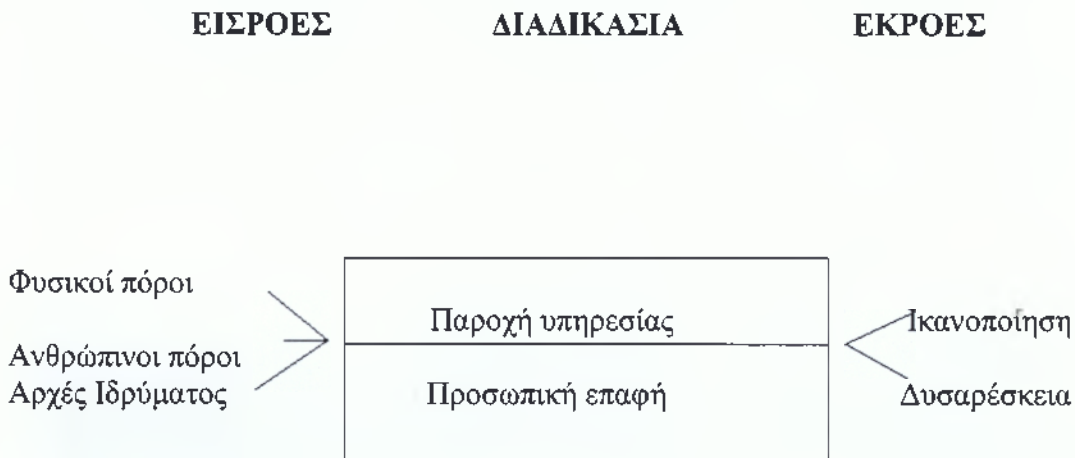 ΕΙΣΡΟΕΣ ΔΙΑΔΙΚΑΣΙΑ ΕΚΡΟΕΣ
Φυσικοί πόροι
Ανθρώπινοι πόροι
Αρχές Ιδρύματος
Παροχή υπηρεσίας
Προσωπική επαφή
Ικανοποίηση
Δυσαρέσκεια